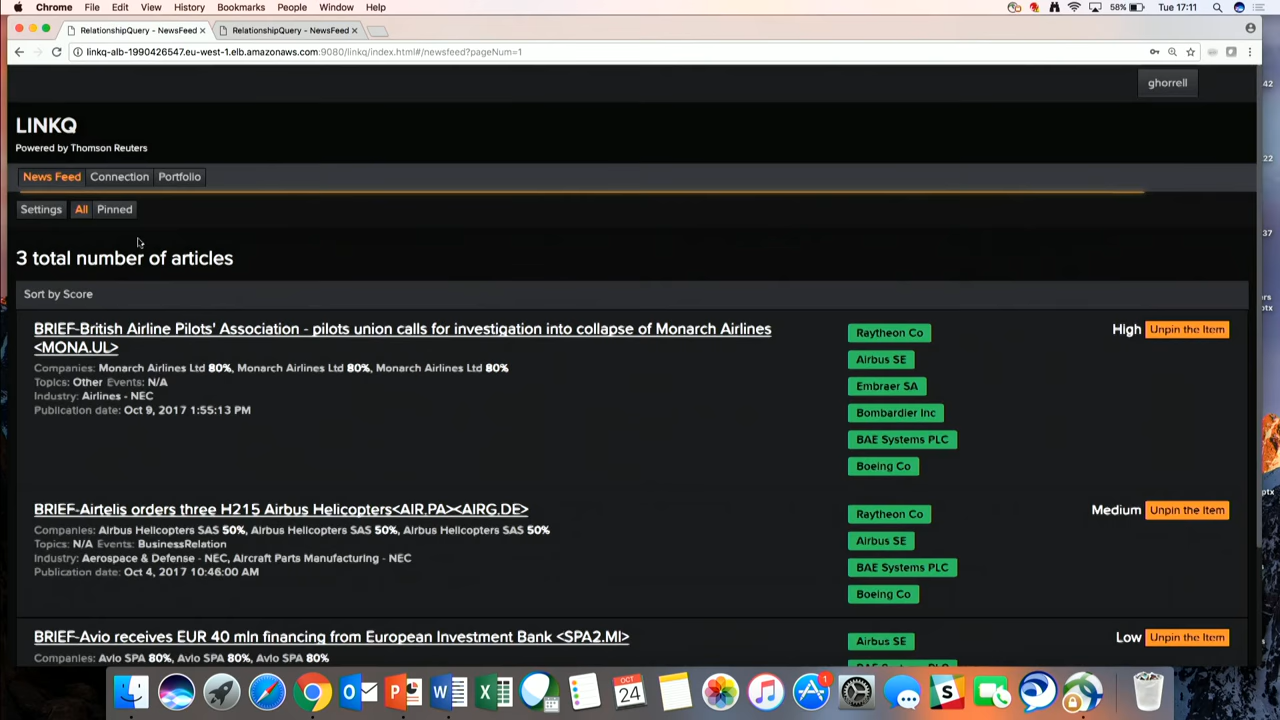 Chrome File Edit View History Bookmarks People Window Help 58% Tue 17:11
RelationshipQuery - NewsFeed RelationshipQuery - NewsFeed
linkq-alb-1990426547.eu-west-1.elb.amazonaws.com:9080/linkq/index.html#/newsfeed?pageNum=1
ghorrell
LINKQ
Powered by Thomson Reuters
News Feed Connection Portfolio
Settings All Pinned
3 total number of articles
Sort by Score
BRIEF-British Airline Pilots' Association - pilots union calls for investigation into collapse of Monarch Airlines
<MONA.UL>
Companies: Monarch Airlines Ltd 80%, Monarch Airlines Ltd 80%, Monarch Airlines Ltd 80%
Topics: Other Events: N/A
Industry: Airlines - NEC
Publication date: Oct 9, 2017 1:55:13 PM
Raytheon Co
Airbus SE
Embraer SA
Bombardier Inc
BAE Systems PLC
Boeing Co
High Unpin the Item
BRIEF-Airtelis orders three H215 Airbus Helicopters<AIR.PA><AIRG.DE>
Companies: Airbus Helicopters SAS 50%, Airbus Helicopters SAS 50%, Airbus Helicopters SAS 50%
Topics: N/A Events: BusinessRelation
Industry: Aerospace & Defense - NEC, Aircraft Parts Manufacturing - NEC
Publication date: Oct 4, 2017 10:46:00 AM
Raytheon Co
Airbus SE
BAE Systems PLC
Boeing Co
Medium Unpin the Item
BRIEF-Avio receives EUR 40 mln financing from European Investment Bank <SPA2.MI>
Companies: Avio SPA 80%, Avio SPA 80%, Avio SPA 80%
Airbus SE
Low Unpin the Item
42
22
37
OCT
24
1